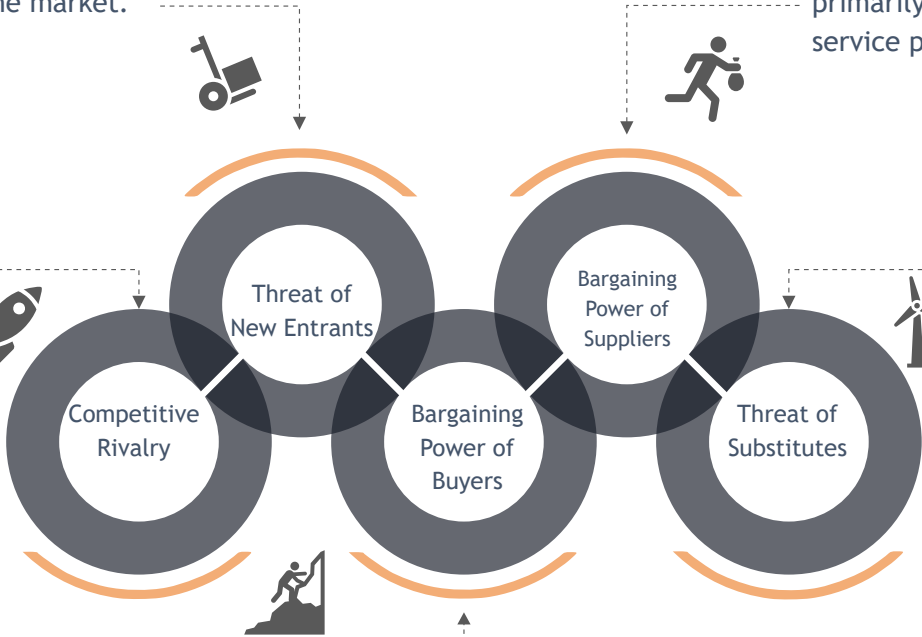 he market.
primarily
service p
Threat of
New Entrants
Bargaining
Power of
Suppliers
Competitive
Rivalry
Bargaining
Power of
Buyers
Threat of
Substitutes